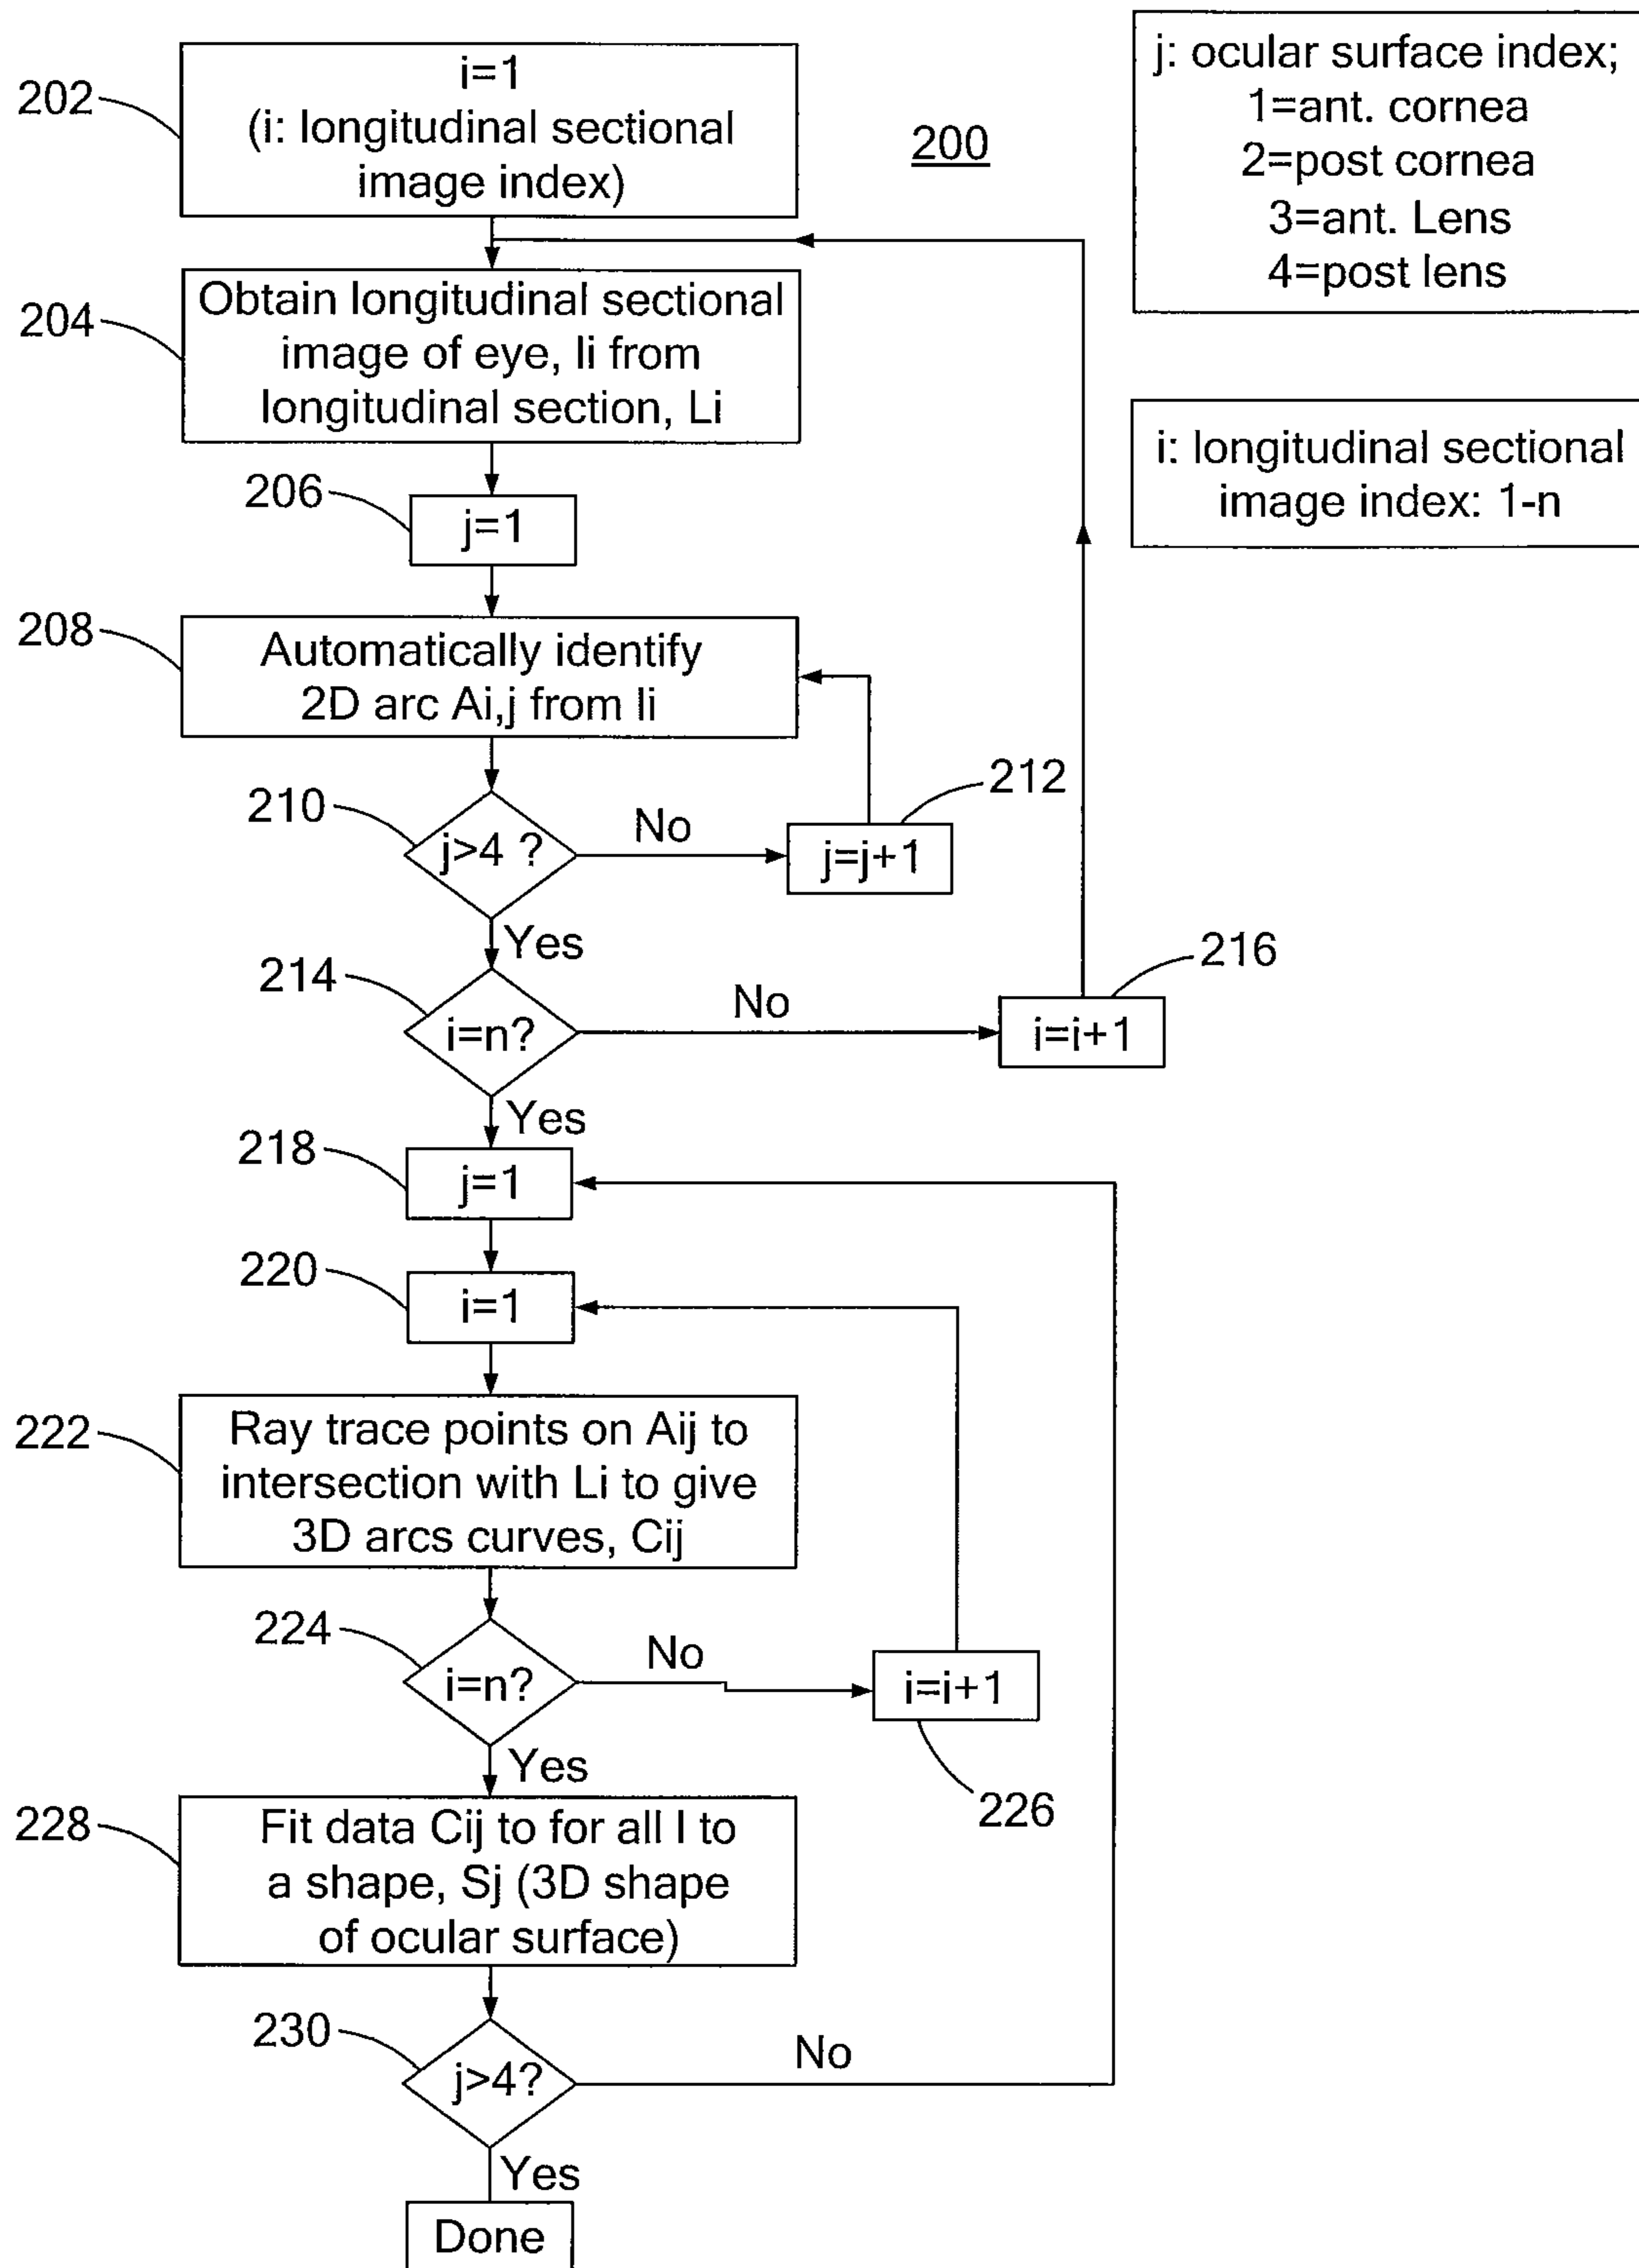 202
i=1
(i: longitudinal sectional
image index)
200
j: ocular surface index;
1=ant. cornea
2=post cornea
3=ant. Lens
4=post lens
204
Obtain longitudinal sectional
image of eye, Ii from
longitudinal section, Li
i: longitudinal sectional
image index: 1-n
206
j=1
208
Automatically identify
2D arc Ai,j from Ii
210
j>4 ?
No
212
j=j+1
Yes
214
i=n?
No
216
i=i+1
Yes
218
j=1
220
i=1
222
Ray trace points on Aij to
intersection with Li to give
3D arcs curves, Cij
224
i=n?
No
i=i+1
226
Yes
228
Fit data Cij to for all I to
a shape, Sj (3D shape
of ocular surface)
230
j>4?
No
Yes
Done